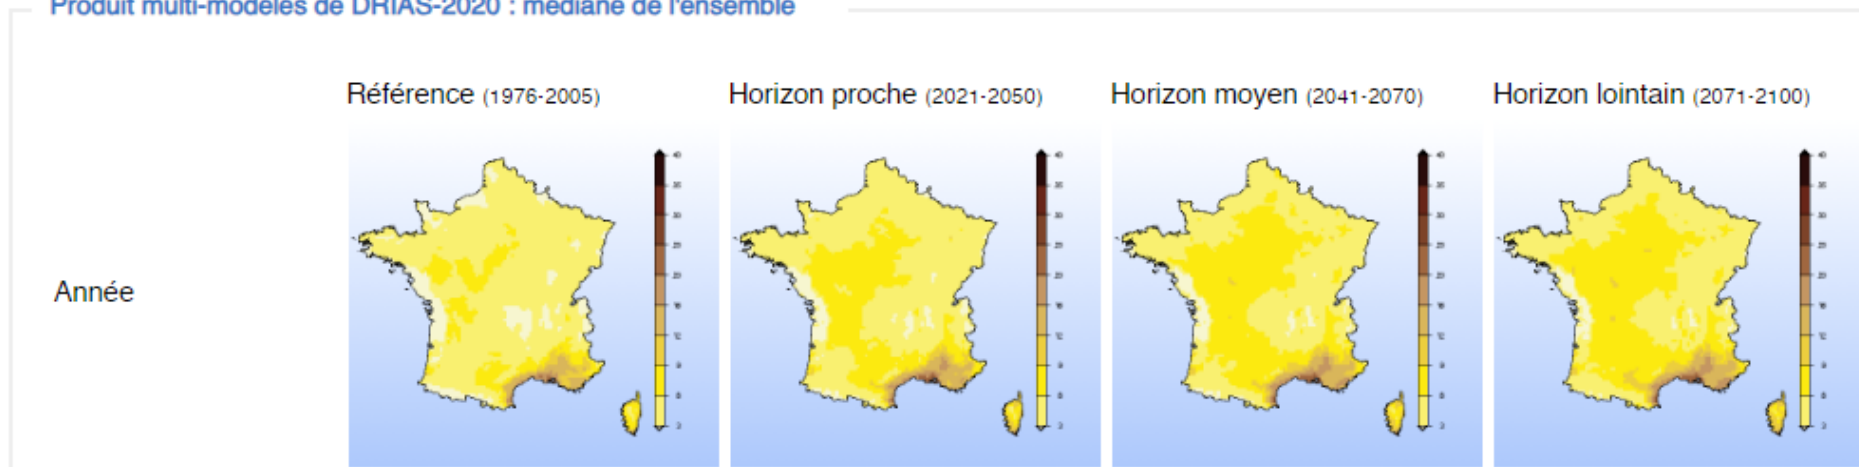 Produit multi-modèles de DRIAS-2020 : médiane de l'ensemble
Référence (1976-2005)
Horizon proche (2021-2050)
Horizon moyen (2041-2070)
Horizon lointain (2071-2100)
Année